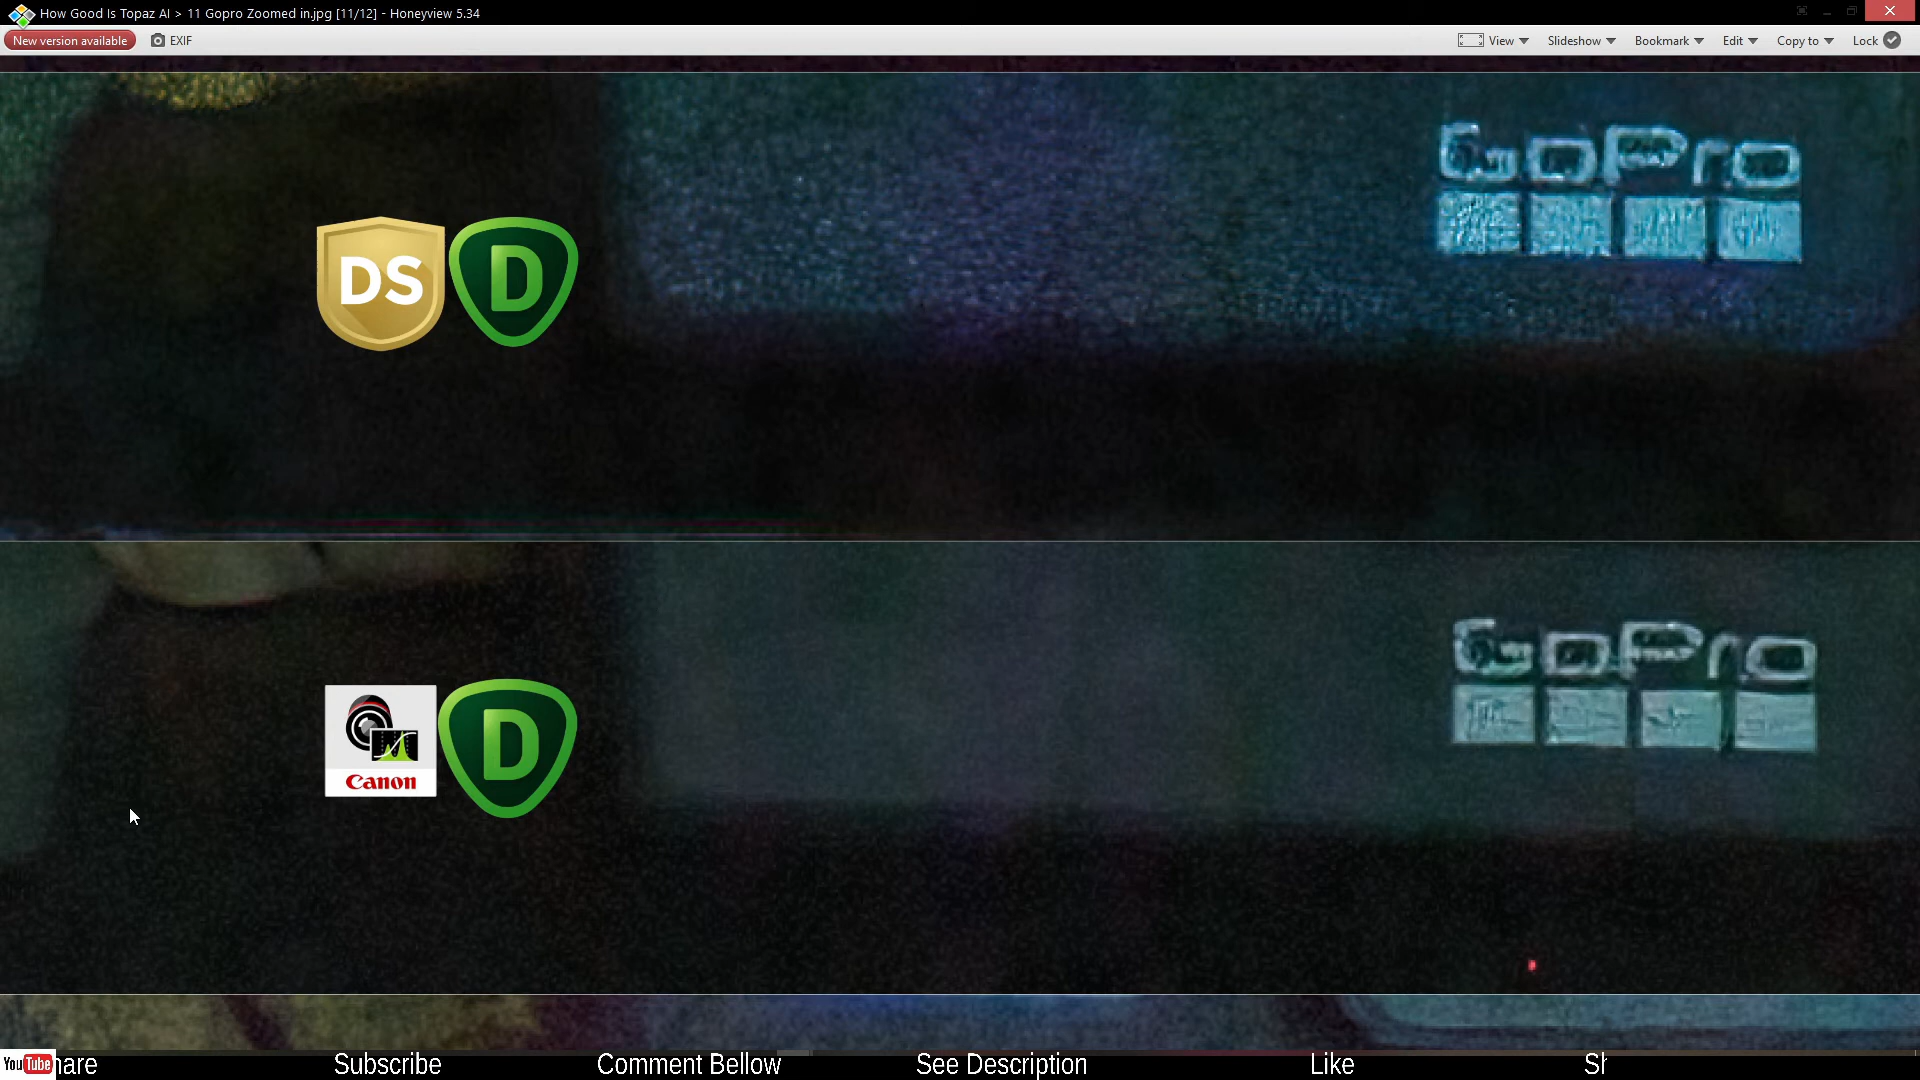 How Good Is Topaz AI > 11 Gopro Zoomed in.jpg [11/12] - Honeyview 5.34
New version available EXIF View Slideshow Bookmark Edit Copy to Lock
GoPro
DS D
GoPro
Canon D
YouTube hare Subscribe Comment Bellow See Description Like Sh